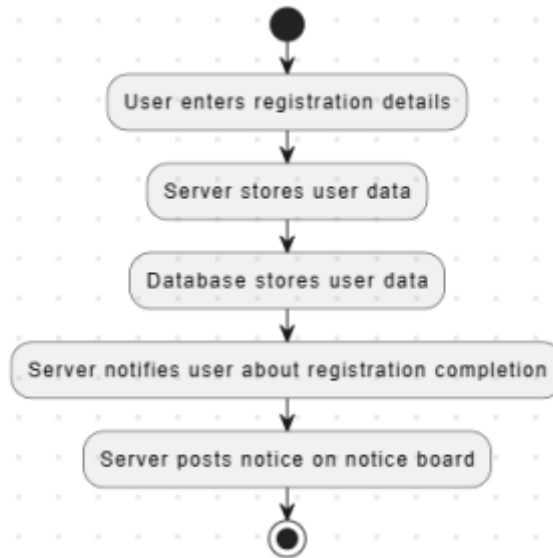 User enters registration details
Server stores user data
Database stores user data
Server notifies user about registration completion
Server posts notice on notice board